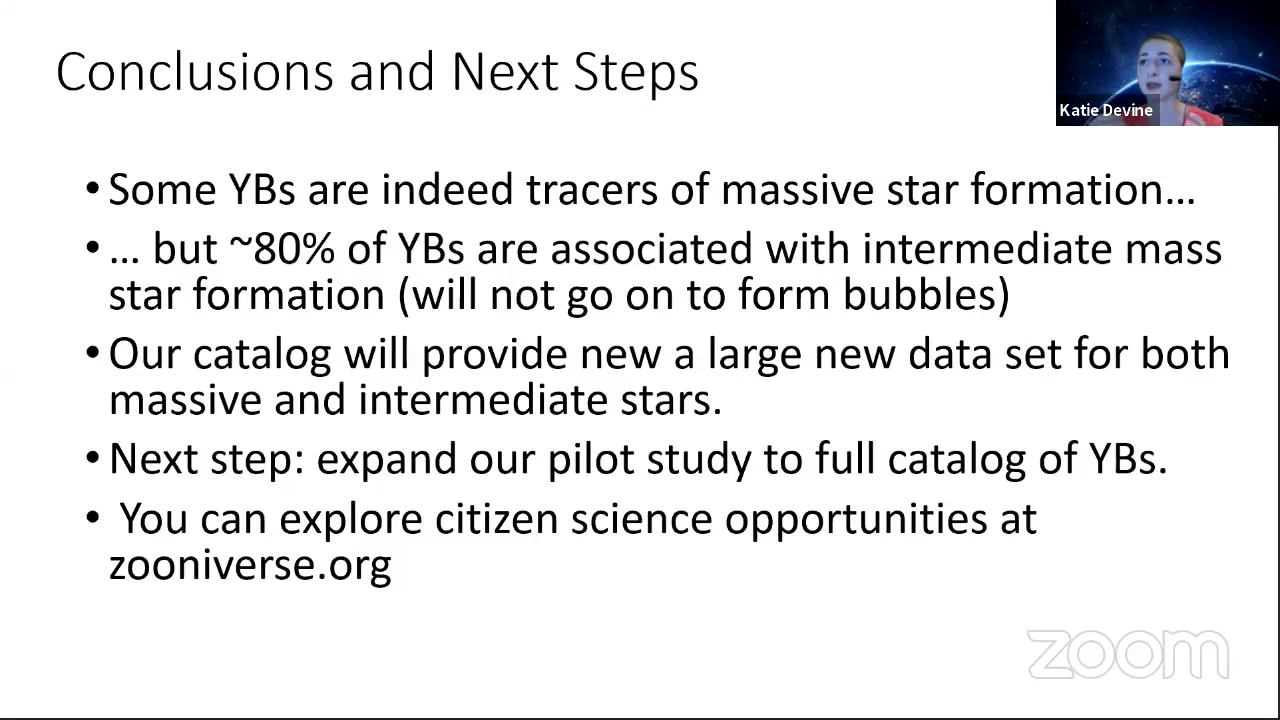 Conclusions and Next Steps
Katie Devine
• Some YBs are indeed tracers of massive star formation…
• … but ~80% of YBs are associated with intermediate mass
star formation (will not go on to form bubbles)
• Our catalog will provide new a large new data set for both
massive and intermediate stars.
• Next step: expand our pilot study to full catalog of YBs.
• You can explore citizen science opportunities at
zooniverse.org
zoom